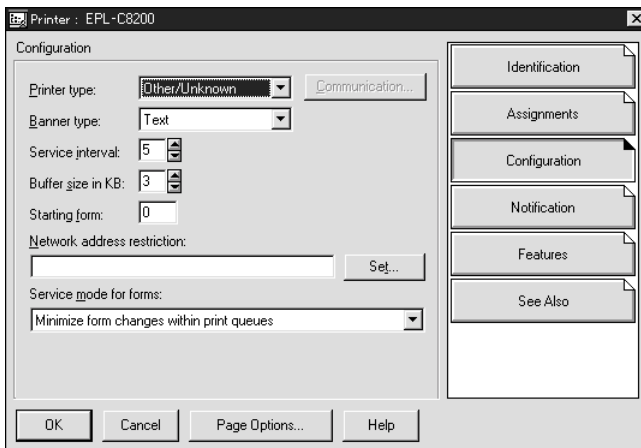 Printer : EPL-C8200
Configuration
Printer type: Other/Unknown Communication...
Banner type: Text
Service interval: 5
Buffer size in KB: 3
Starting form: 0
Network address restriction:
Set...
Service mode for forms:
Minimize form changes within print queues
OK Cancel Page Options... Help
Identification
Assignments
Configuration
Notification
Features
See Also